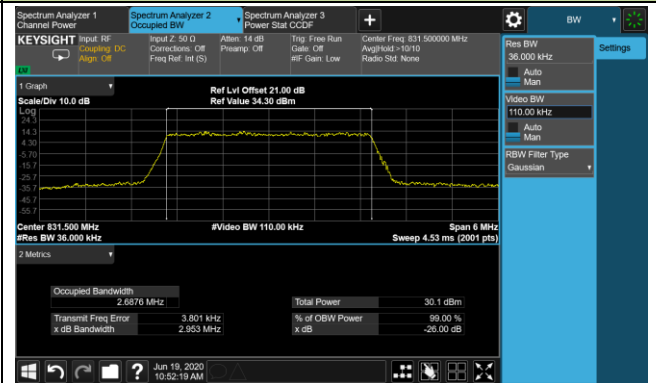 Spectrum Analyzer 1
Channel Power
Spectrum Analyzer 2
Occupied BW
Spectrum Analyzer 3
Power Stat CCDF
+
BW
KEYSIGHT
Input: RF
Coupling: DC
Align: Off
Input Z: 50 Ω
Corrections: Off
Freq Ref: Int (S)
Atten: 14 dB
Preamp: Off
Trig: Free Run
Gate: Off
#IF Gain: Low
Center Freq: 831.500000 MHz
Avg|Hold:>10/10
Radio Std: None
Res BW
36.000 kHz
Auto
Man
Settings
Video BW
110.00 kHz
Auto
Man
RBW Filter Type
Gaussian
1 Graph
Scale/Div 10.0 dB
Ref Lvl Offset 21.00 dB
Ref Value 34.30 dBm
Log
24.3
14.3
4.30
-5.70
-15.7
-25.7
-35.7
-45.7
-55.7
Center 831.500 MHz
#Video BW 110.00 kHz
Span 6 MHz
#Res BW 36.000 kHz
Sweep 4.53 ms (2001 pts)
2 Metrics
Occupied Bandwidth
2.6876 MHz
Total Power 30.1 dBm
Transmit Freq Error 3.801 kHz
% of OBW Power 99.00 %
x dB Bandwidth 2.953 MHz
x dB -26.00 dB
?
Jun 19, 2020
10:52:19 AM